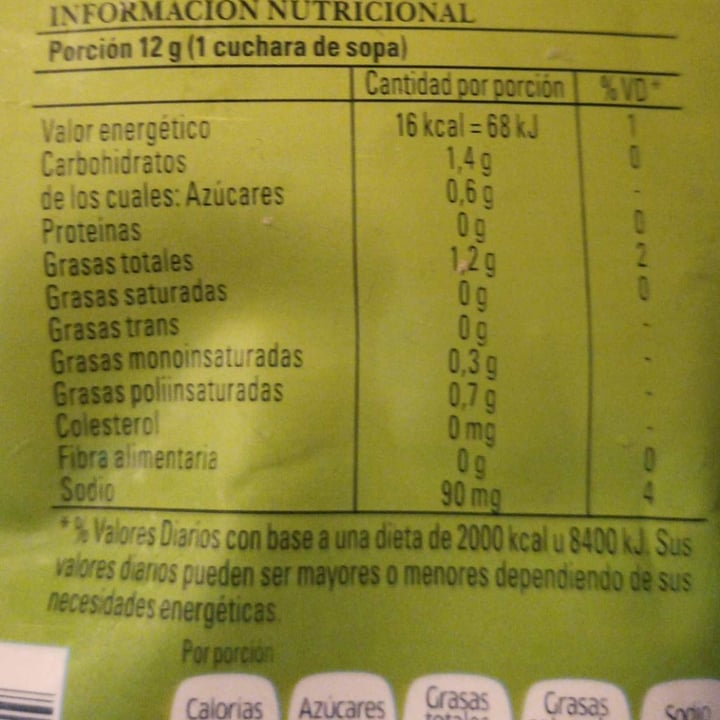 INFORMACIÓN NUTRICIONAL
Porción 12 g (1 cuchara de sopa)
Cantidad por porción %VD*
Valor energético 16 kcal = 68 kJ 1
Carbohidratos 1,4 g 0
de los cuales: Azúcares 0,6 g -
Proteínas 0 g 0
Grasas totales 1,2 g 2
Grasas saturadas 0 g 0
Grasas trans 0 g -
Grasas monoinsaturadas 0,3 g -
Grasas poliinsaturadas 0,7 g -
Colesterol 0 mg -
Fibra alimentaria 0 g 0
Sodio 90 mg 4
*% Valores Diarios con base a una dieta de 2000 kcal u 8400 kJ. Sus
valores diarios pueden ser mayores o menores dependiendo de sus
necesidades energéticas.
Por porción
Calorías Azúcares Grasas Grasas Sodio
totales